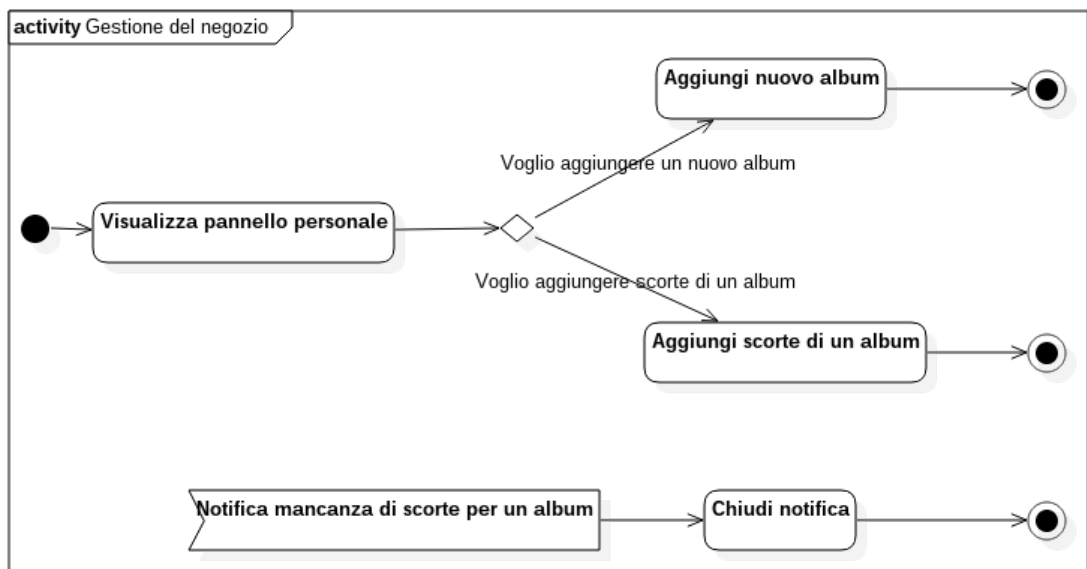 activity Gestione del negozio
Aggiungi nuovo album
Voglio aggiungere un nuovo album
Visualizza pannello personale
Voglio aggiungere scorte di un album
Aggiungi scorte di un album
Notifica mancanza di scorte per un album
Chiudi notifica